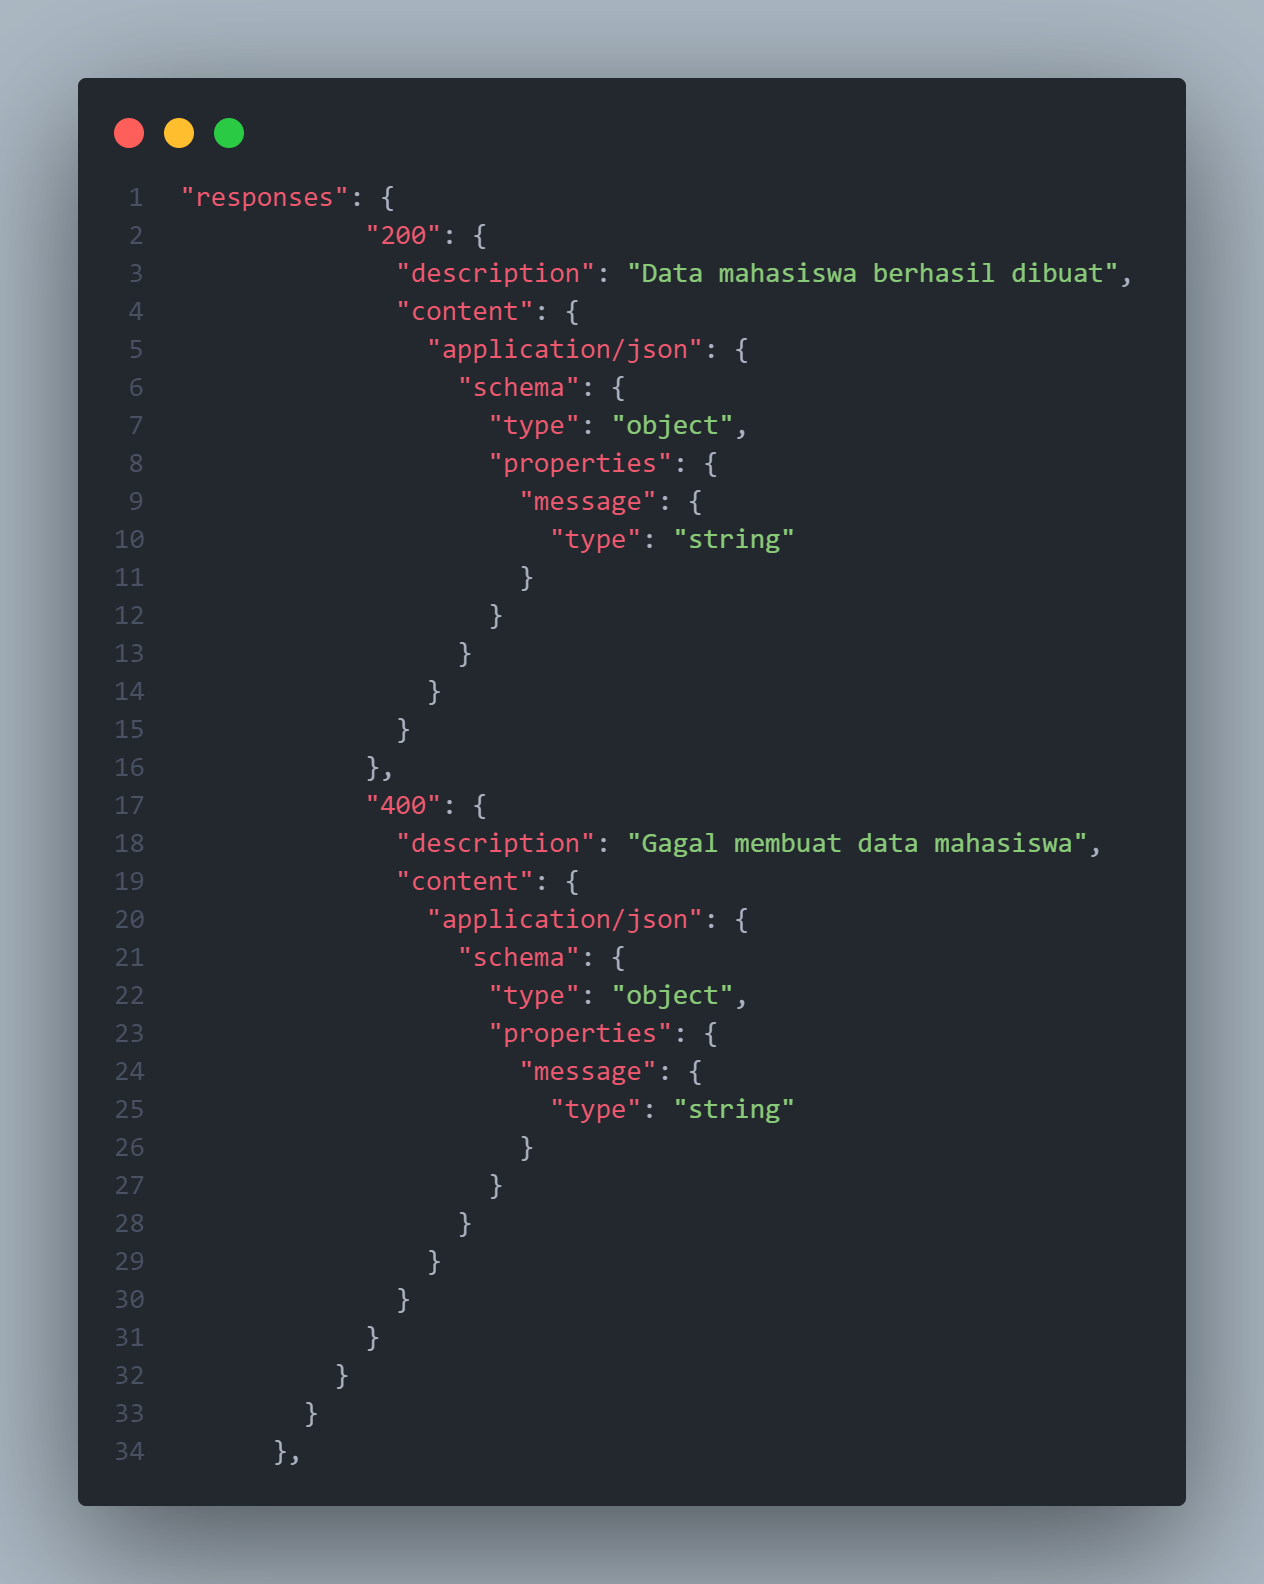 1 "responses": {
2             "200": {
3               "description": "Data mahasiswa berhasil dibuat",
4               "content": {
5                 "application/json": {
6                   "schema": {
7                     "type": "object",
8                     "properties": {
9                       "message": {
10                         "type": "string"
11                       }
12                     }
13                   }
14                 }
15               }
16             },
17             "400": {
18               "description": "Gagal membuat data mahasiswa",
19               "content": {
20                 "application/json": {
21                   "schema": {
22                     "type": "object",
23                     "properties": {
24                       "message": {
25                         "type": "string"
26                       }
27                     }
28                   }
29                 }
30               }
31             }
32           }
33         }
34       },